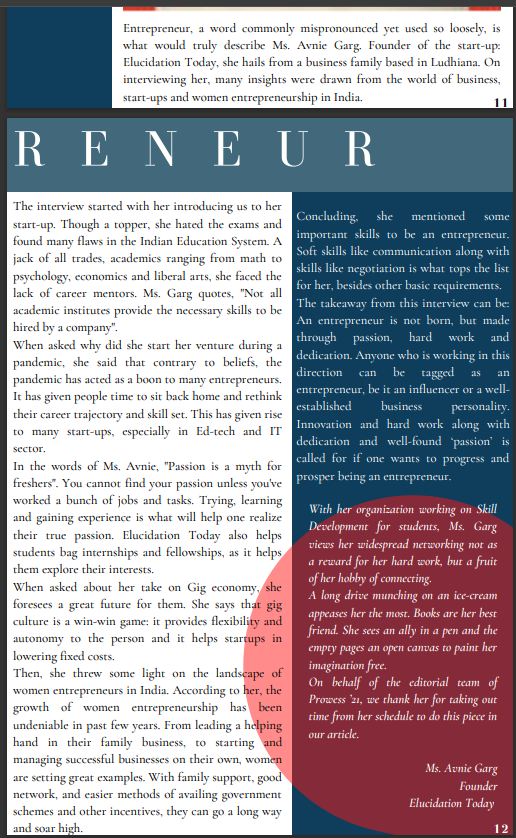 Entrepreneur, a word commonly mispronounced yet used so loosely, is
what would truly describe Ms. Avnie Garg. Founder of the start-up:
Elucidation Today, she hails from a business family based in Ludhiana. On
interviewing her, many insights were drawn from the world of business,
start-ups and women entrepreneurship in India.
11
RENEUR
The interview started with her introducing us to her
start-up. Though a topper, she hated the exams and
found many flaws in the Indian Education System. A
jack of all trades, academics ranging from math to
psychology, economics and liberal arts, she faced the
lack of career mentors. Ms. Garg quotes, "Not all
academic institutes provide the necessary skills to be
hired by a company".
When asked why did she start her venture during a
pandemic, she said that contrary to beliefs, the
pandemic has acted as a boon to many entrepreneurs.
It has given people time to sit back home and rethink
their career trajectory and skill set. This has given rise
to many start-ups, especially in Ed-tech and IT
sector.
In the words of Ms. Avnie, "Passion is a myth for
freshers". You cannot find your passion unless you've
worked a bunch of jobs and tasks. Trying, learning
and gaining experience is what will help one realize
their true passion. Elucidation Today also helps
students bag internships and fellowships, as it helps
them explore their interests.
When asked about her take on Gig economy, she
foresees a great future for them. She says that gig
culture is a win-win game: it provides flexibility and
autonomy to the person and it helps startups in
lowering fixed costs.
Then, she threw some light on the landscape of
women entrepreneurs in India. According to her, the
growth of women entrepreneurship has been
undeniable in past few years. From leading a helping
hand in their family business, to starting and
managing successful businesses on their own, women
are setting great examples. With family support, good
network, and easier methods of availing government
schemes and other incentives, they can go a long way
and soar high.
Concluding, she mentioned some
important skills to be an entrepreneur.
Soft skills like communication along with
skills like negotiation is what tops the list
for her, besides other basic requirements.
The takeaway from this interview can be:
An entrepreneur is not born, but made
through passion, hard work and
dedication. Anyone who is working in this
direction can be tagged as an
entrepreneur, be it an influencer or a well-
established business personality.
Innovation and hard work along with
dedication and well-found ‘passion’ is
called for if one wants to progress and
prosper being an entrepreneur.
With her organization working on Skill
Development for students, Ms. Garg
views her widespread networking not as
a reward for her hard work, but a fruit
of her hobby of connecting.
A long drive munching on an ice-cream
appeases her the most. Books are her best
friend. She sees an ally in a pen and the
empty pages an open canvas to paint her
imagination free.
On behalf of the editorial team of
Prowess '21, we thank her for taking out
time from her schedule to do this piece in
our article.
Ms. Avnie Garg
Founder
Elucidation Today
12